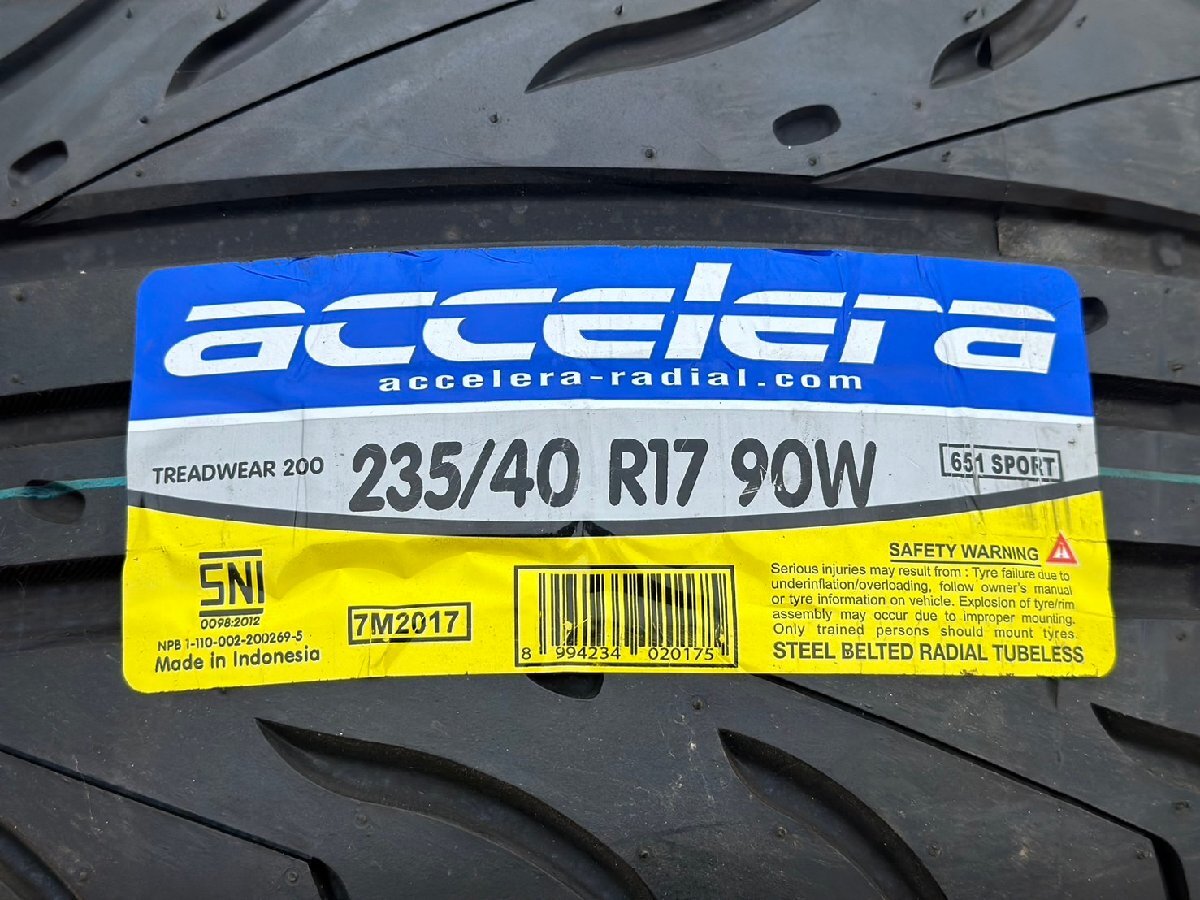 accelera
accelera-radial.com
TREADWEAR 200
235/40 R17 90W
651 SPORT
SNI
0098:2012
NPB 1-110-002-200269-5
Made in Indonesia
7M2017
8 994234 020175
SAFETY WARNING
Serious injuries may result from : Tyre failure due to
underinflation/overloading, follow owner's manual
or tyre information on vehicle. Explosion of tyre/rim
assembly may occur due to improper mounting.
Only trained persons should mount tyres.
STEEL BELTED RADIAL TUBELESS